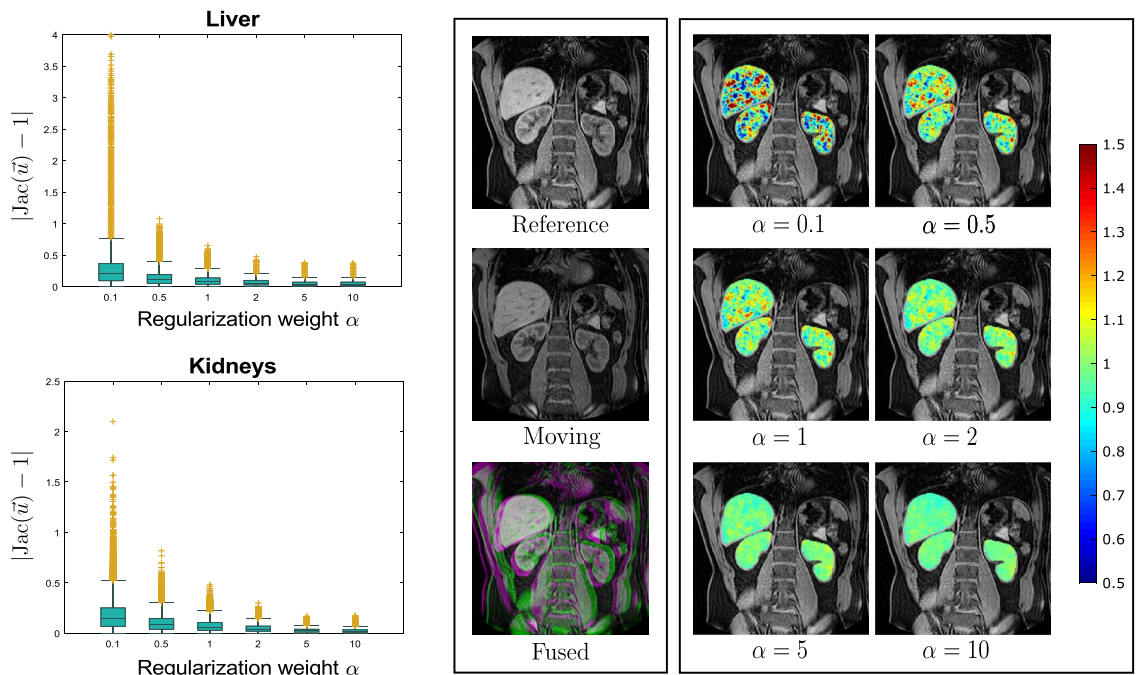 Liver
4
3.5
3
2.5
2
1.5
1
0.5
0
|Jac(u⃗) − 1|
0.1 0.5 1 2 5 10
Regularization weight α
Kidneys
2.5
2
1.5
1
0.5
0
|Jac(u⃗) − 1|
0.1 0.5 1 2 5 10
Regularization weight α
Reference
Moving
Fused
α = 0.1 α = 0.5
α = 1 α = 2
α = 5 α = 10
1.5
1.4
1.3
1.2
1.1
1
0.9
0.8
0.7
0.6
0.5